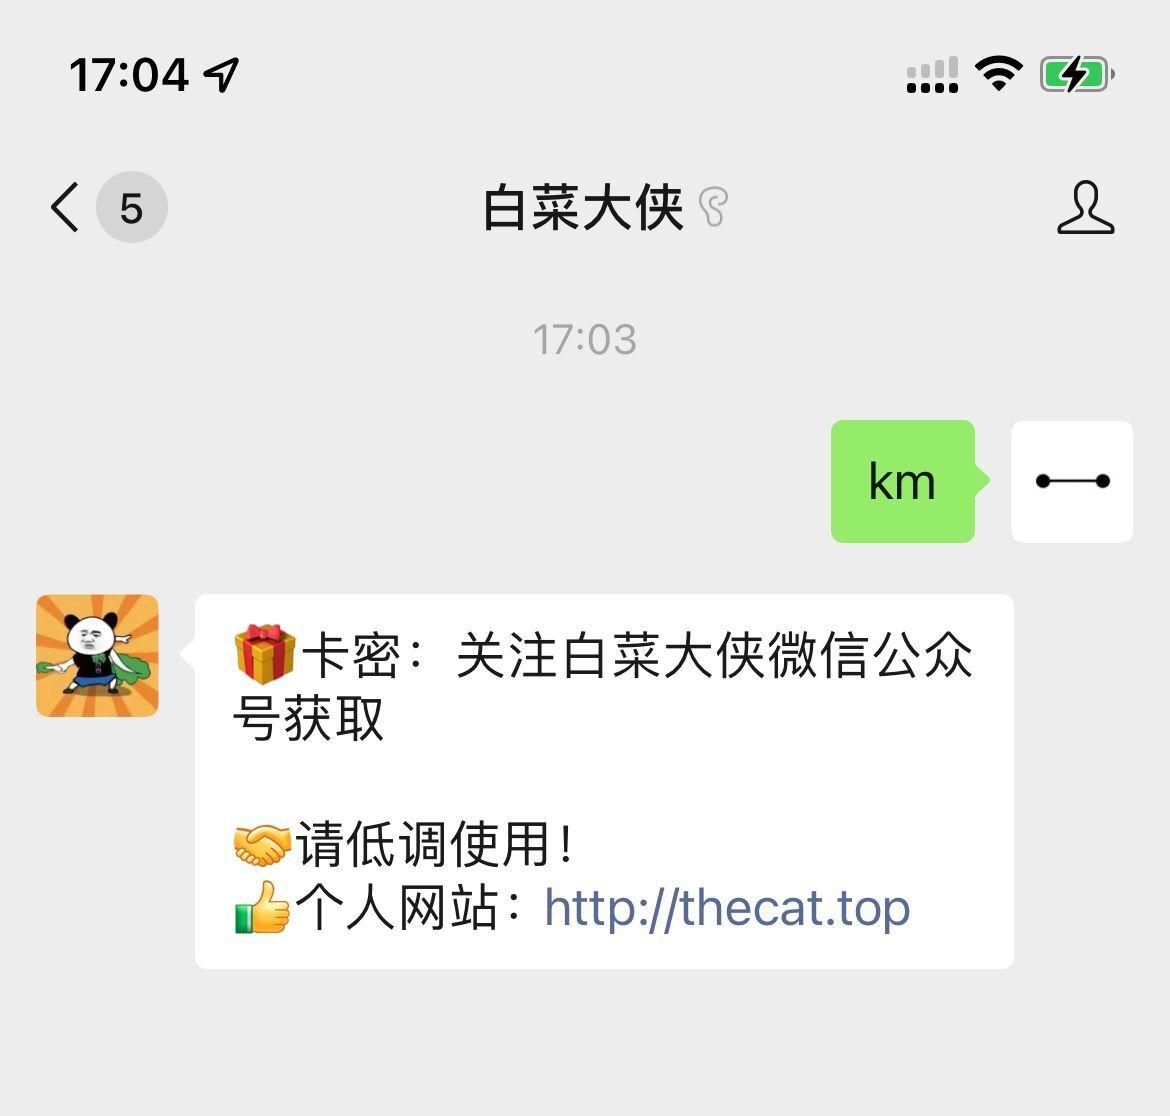 17:04
5
白菜大侠
17:03
km
🎁卡密：关注白菜大侠微信公众
号获取
🤝请低调使用！
👍个人网站：http://thecat.top